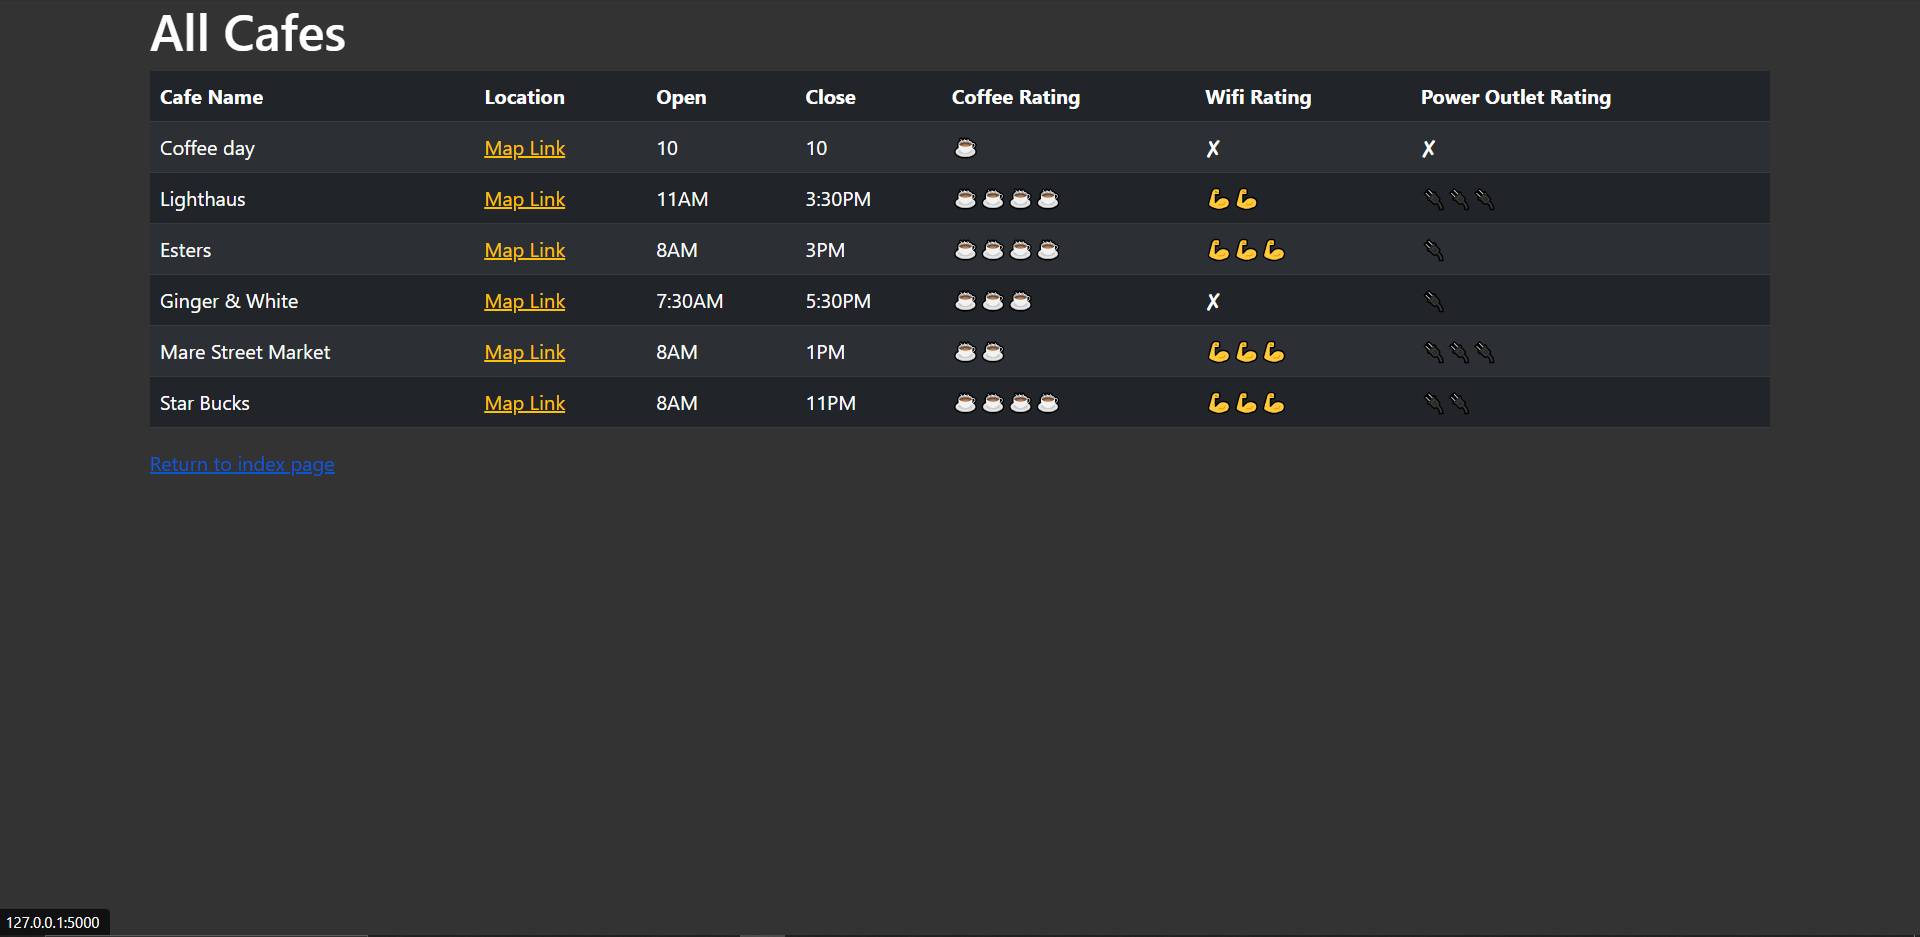 All Cafes
Cafe Name Location Open Close Coffee Rating Wifi Rating Power Outlet Rating
Coffee day Map Link 10 10 ☕ ✘ ✘
Lighthaus Map Link 11AM 3:30PM ☕☕☕☕ 💪💪 🔌🔌🔌
Esters Map Link 8AM 3PM ☕☕☕☕ 💪💪💪 🔌
Ginger & White Map Link 7:30AM 5:30PM ☕☕☕ ✘ 🔌
Mare Street Market Map Link 8AM 1PM ☕☕ 💪💪💪 🔌🔌🔌
Star Bucks Map Link 8AM 11PM ☕☕☕☕ 💪💪💪 🔌🔌
Return to index page
127.0.0.1:5000